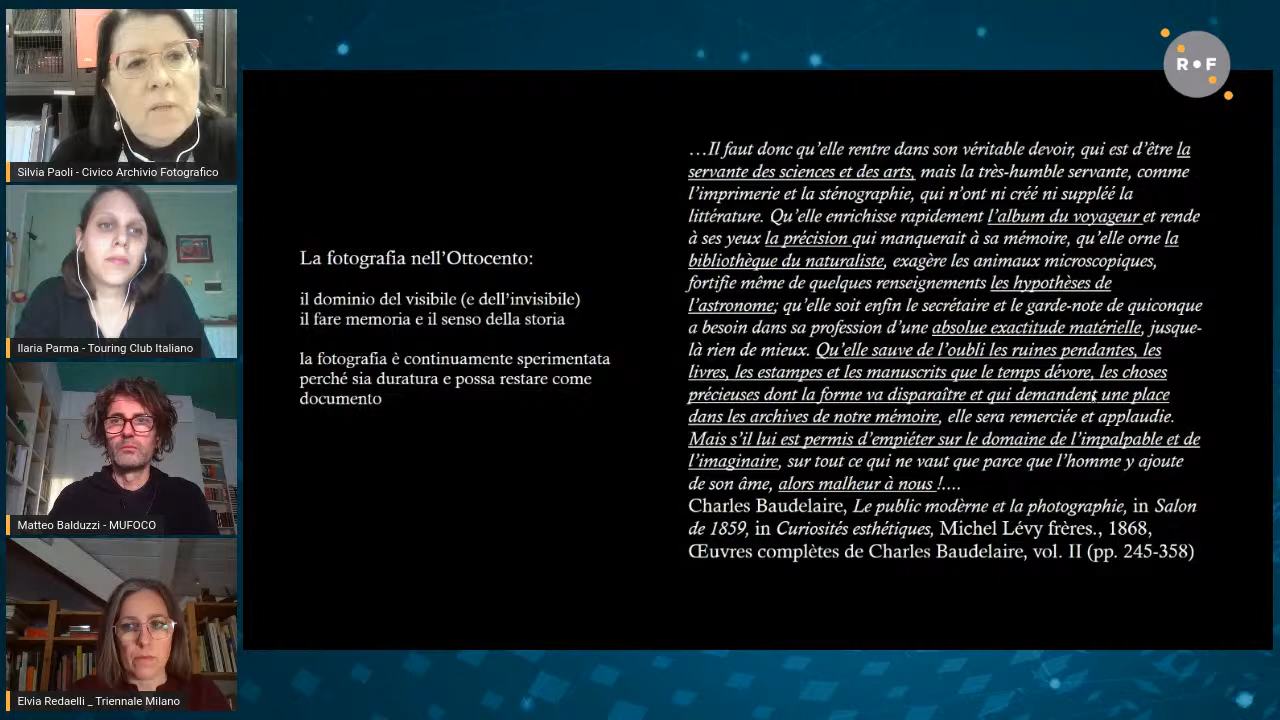 Silvia Paoli - Civico Archivio Fotografico
Ilaria Parma - Touring Club Italiano
Matteo Balduzzi - MUFOCO
Elvia Redaelli _ Triennale Milano
R•F
La fotografia nell’Ottocento:
il dominio del visibile (e dell’invisibile)
il fare memoria e il senso della storia
la fotografia è continuamente sperimentata
perché sia duratura e possa restare come
documento
…Il faut donc qu’elle rentre dans son véritable devoir, qui est d’être la
servante des sciences et des arts, mais la très-humble servante, comme
l’imprimerie et la sténographie, qui n’ont ni créé ni suppléé la
littérature. Qu’elle enrichisse rapidement l’album du voyageur et rende
à ses yeux la précision qui manquerait à sa mémoire, qu’elle orne la
bibliothèque du naturaliste, exagère les animaux microscopiques,
fortifie même de quelques renseignements les hypothèses de
l’astronome; qu’elle soit enfin le secrétaire et le garde-note de quiconque
a besoin dans sa profession d’une absolue exactitude matérielle, jusque-
là rien de mieux. Qu’elle sauve de l’oubli les ruines pendantes, les
livres, les estampes et les manuscrits que le temps dévore, les choses
précieuses dont la forme va disparaître et qui demandent une place
dans les archives de notre mémoire, elle sera remerciée et applaudie.
Mais s’il lui est permis d’empiéter sur le domaine de l’impalpable et de
l’imaginaire, sur tout ce qui ne vaut que parce que l’homme y ajoute
de son âme, alors malheur à nous !....
Charles Baudelaire, Le public modèrne et la photographie, in Salon
de 1859, in Curiosités esthétiques, Michel Lévy frères., 1868,
Œuvres complètes de Charles Baudelaire, vol. II (pp. 245-358)